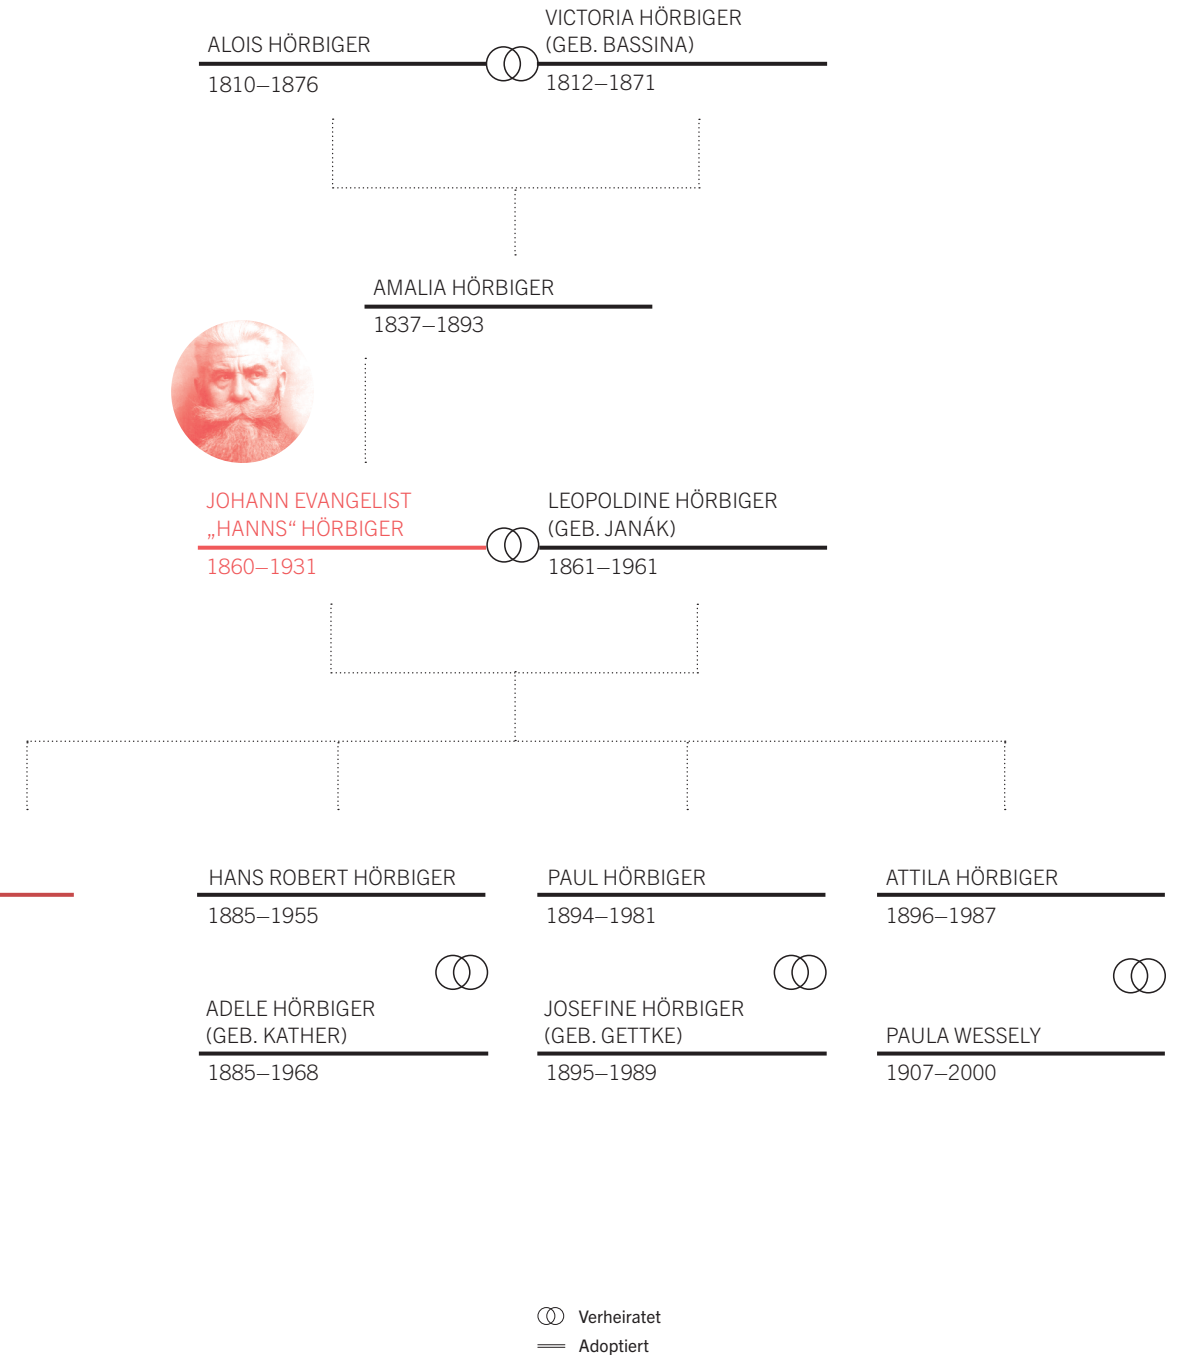 ALOIS HÖRBIGER
1810–1876
VICTORIA HÖRBIGER
(GEB. BASSINA)
1812–1871
AMALIA HÖRBIGER
1837–1893
JOHANN EVANGELIST
„HANNS“ HÖRBIGER
1860–1931
LEOPOLDINE HÖRBIGER
(GEB. JANÁK)
1861–1961
HANS ROBERT HÖRBIGER
1885–1955
ADELE HÖRBIGER
(GEB. KATHER)
1885–1968
PAUL HÖRBIGER
1894–1981
JOSEFINE HÖRBIGER
(GEB. GETTKE)
1895–1989
ATTILA HÖRBIGER
1896–1987
PAULA WESSELY
1907–2000
Verheiratet
Adoptiert